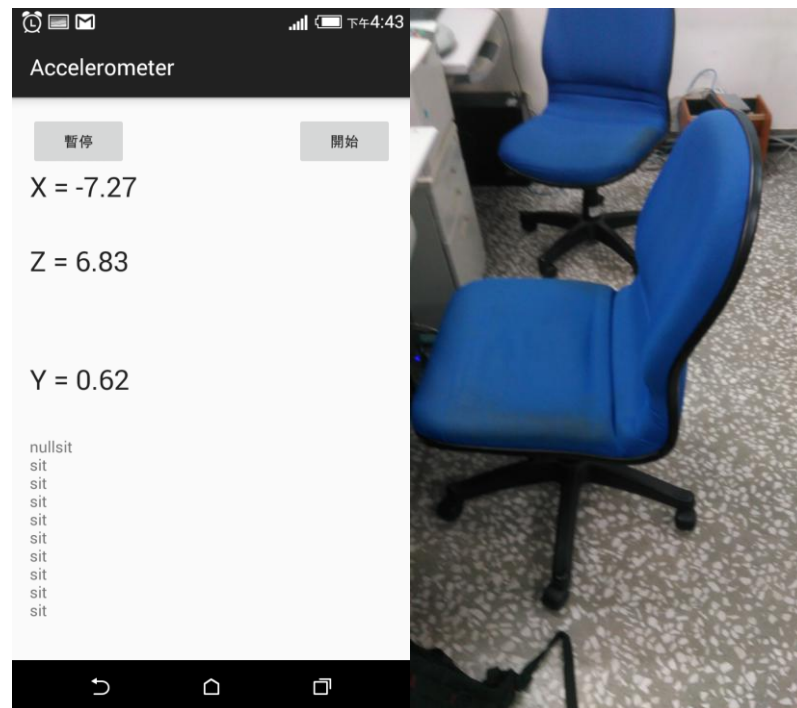 下午4:43
Accelerometer
暫停 開始
X = -7.27
Z = 6.83
Y = 0.62
nullsit
sit
sit
sit
sit
sit
sit
sit
sit
sit